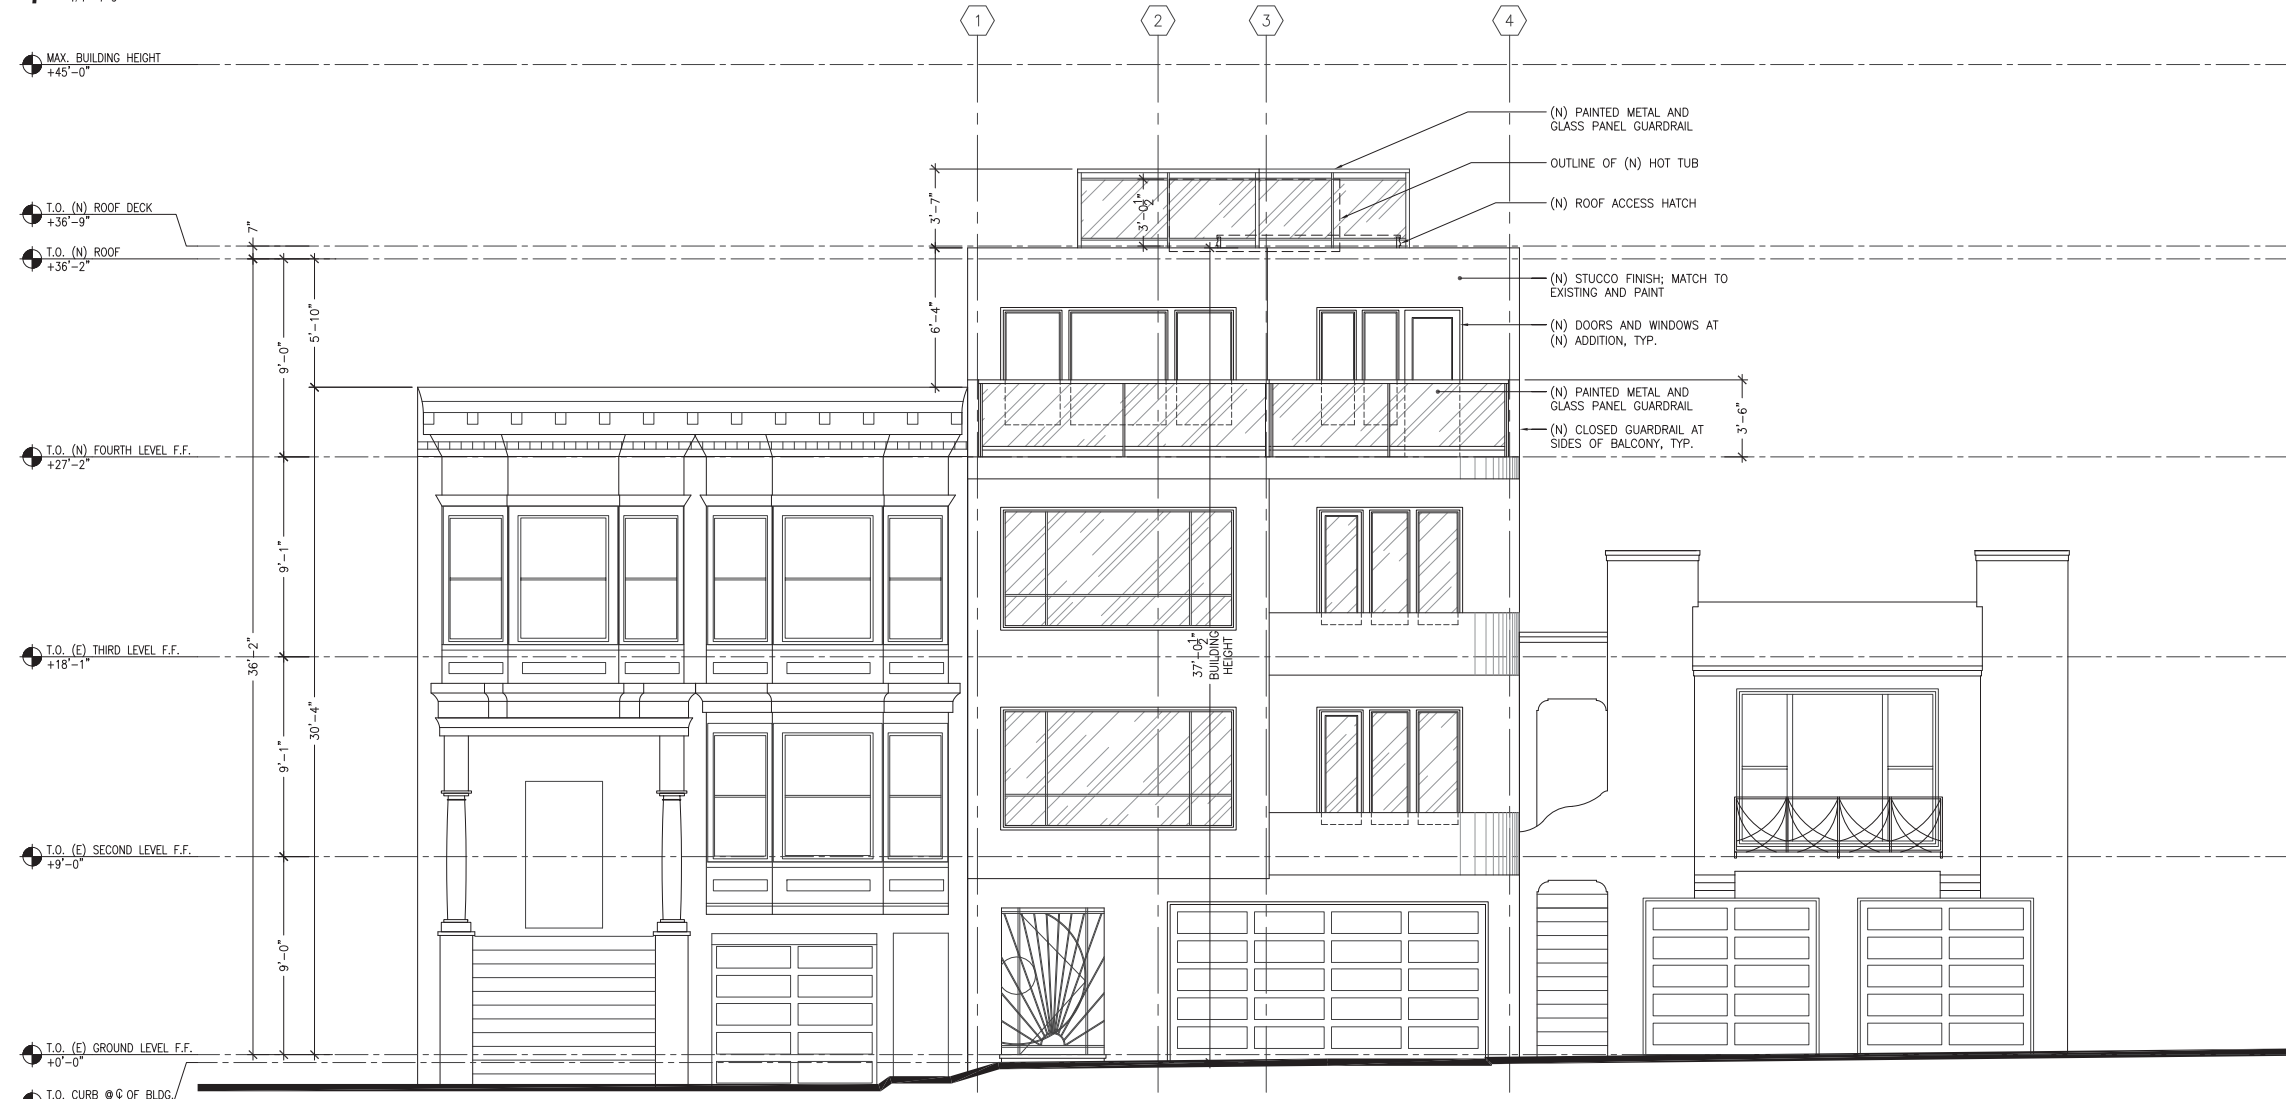 1
2
3
4
MAX. BUILDING HEIGHT
+45'-0"
(N) PAINTED METAL AND
GLASS PANEL GUARDRAIL
OUTLINE OF (N) HOT TUB
(N) ROOF ACCESS HATCH
T.O. (N) ROOF DECK
+36'-9"
7"
3'-7"
3'-0½"
T.O. (N) ROOF
+36'-2"
(N) STUCCO FINISH; MATCH TO
EXISTING AND PAINT
5'-10"
9'-0"
6'-4"
(N) DOORS AND WINDOWS AT
(N) ADDITION, TYP.
(N) PAINTED METAL AND
GLASS PANEL GUARDRAIL
3'-6"
(N) CLOSED GUARDRAIL AT
SIDES OF BALCONY, TYP.
T.O. (N) FOURTH LEVEL F.F.
+27'-2"
9'-1"
T.O. (E) THIRD LEVEL F.F.
+18'-1"
36'-2"
37'-0½"
BUILDING
HEIGHT
30'-4"
9'-1"
T.O. (E) SECOND LEVEL F.F.
+9'-0"
9'-0"
T.O. (E) GROUND LEVEL F.F.
+0'-0"
T.O. CURB @ ℄ OF BLDG.